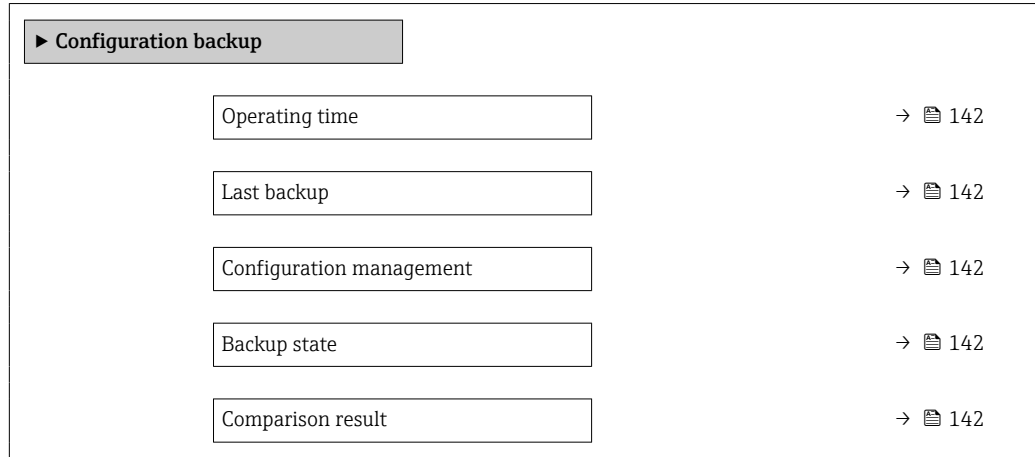 ▶ Configuration backup
Operating time → 142
Last backup → 142
Configuration management → 142
Backup state → 142
Comparison result → 142